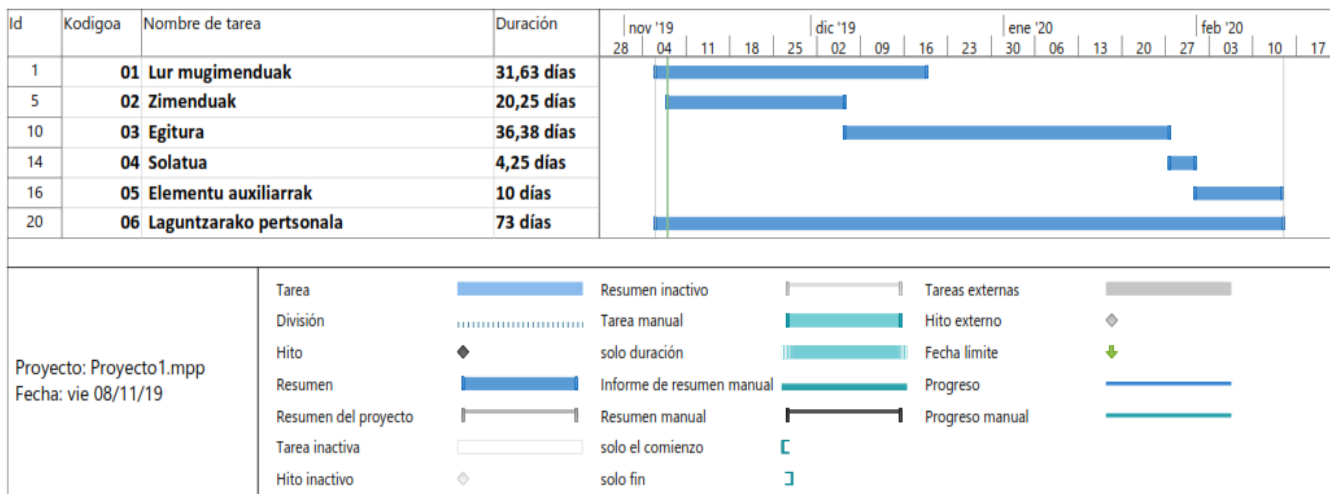 Id Kodigoa Nombre de tarea Duración nov '19 dic '19 ene '20 feb '20
28 04 11 18 25 02 09 16 23 30 06 13 20 27 03 10 17
1 01 Lur mugimenduak 31,63 días
5 02 Zimenduak 20,25 días
10 03 Egitura 36,38 días
14 04 Solatua 4,25 días
16 05 Elementu auxiliarrak 10 días
20 06 Laguntzarako pertsonala 73 días
Proyecto: Proyecto1.mpp
Fecha: vie 08/11/19
Tarea Resumen inactivo Tareas externas
División Tarea manual Hito externo
Hito solo duración Fecha límite
Resumen Informe de resumen manual Progreso
Resumen del proyecto Resumen manual Progreso manual
Tarea inactiva solo el comienzo
Hito inactivo solo fin